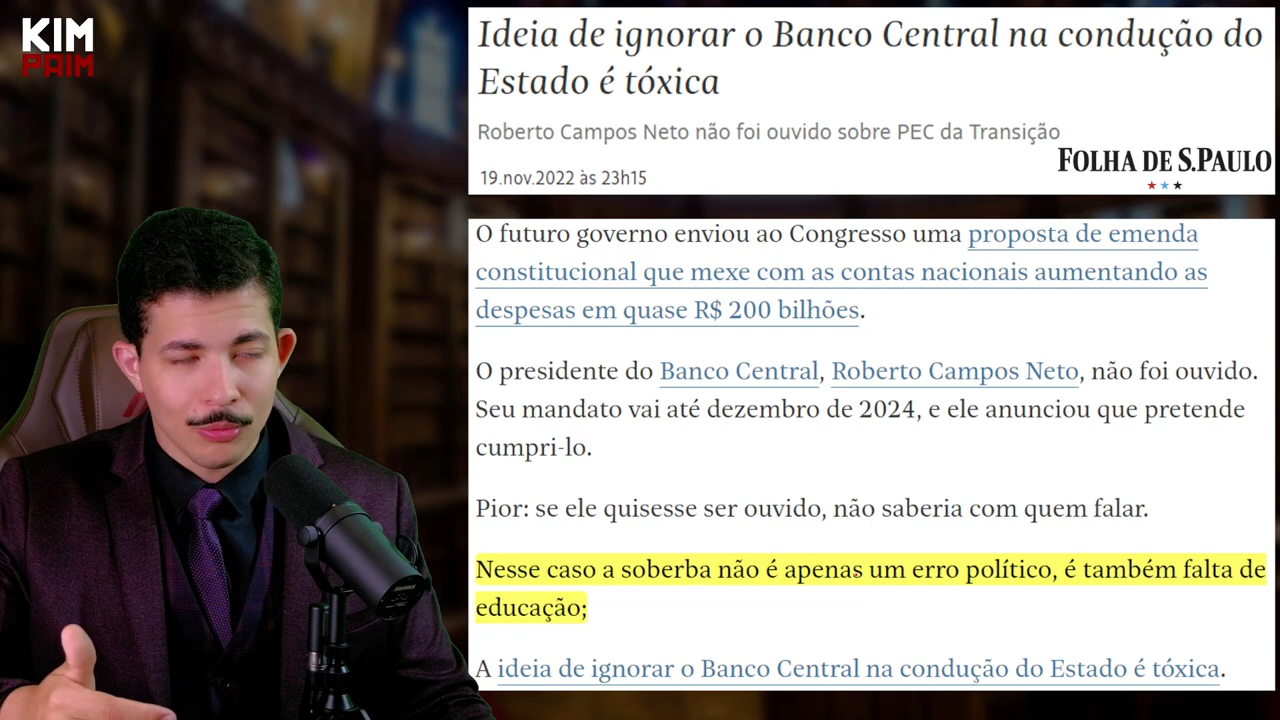 KIM
PAIM
Ideia de ignorar o Banco Central na condução do
Estado é tóxica
Roberto Campos Neto não foi ouvido sobre PEC da Transição
FOLHA DE S.PAULO
19.nov.2022 às 23h15
O futuro governo enviou ao Congresso uma proposta de emenda
constitucional que mexe com as contas nacionais aumentando as
despesas em quase R$ 200 bilhões.
O presidente do Banco Central, Roberto Campos Neto, não foi ouvido.
Seu mandato vai até dezembro de 2024, e ele anunciou que pretende
cumpri-lo.
Pior: se ele quisesse ser ouvido, não saberia com quem falar.
Nesse caso a soberba não é apenas um erro político, é também falta de
educação;
A ideia de ignorar o Banco Central na condução do Estado é tóxica.